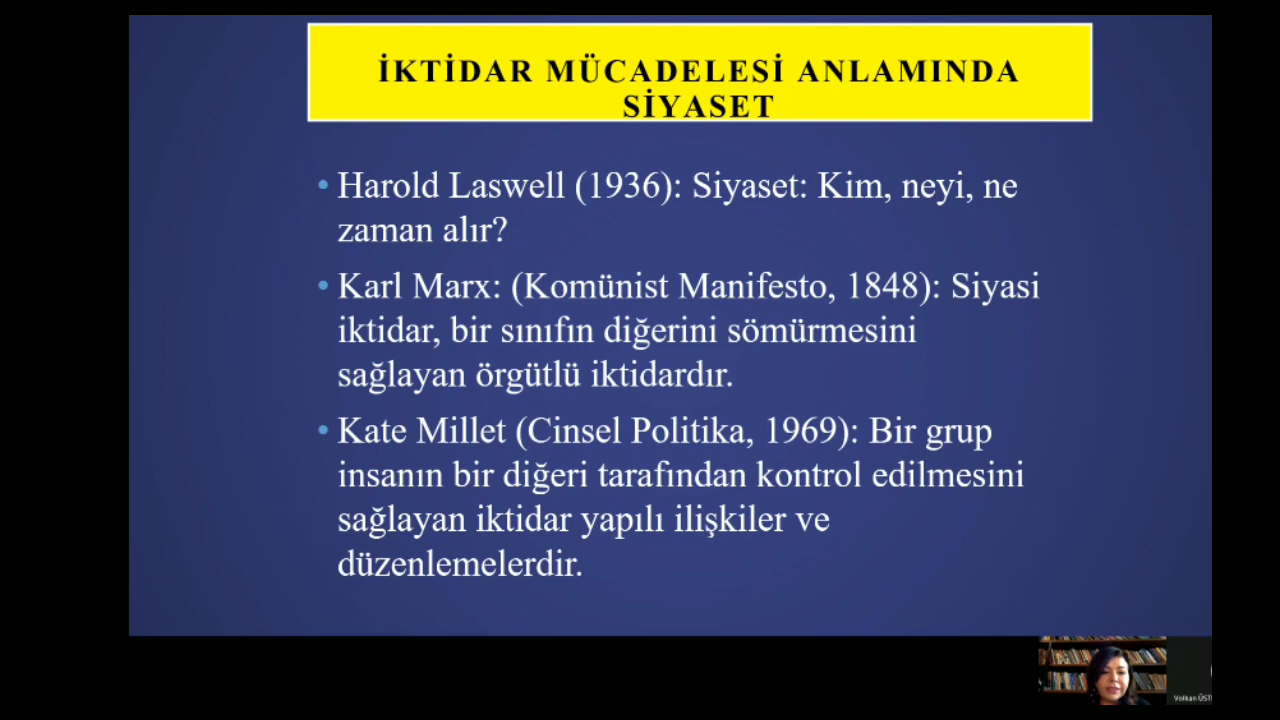 İKTİDAR MÜCADELESİ ANLAMINDA
SİYASET
• Harold Laswell (1936): Siyaset: Kim, neyi, ne
zaman alır?
• Karl Marx: (Komünist Manifesto, 1848): Siyasi
iktidar, bir sınıfın diğerini sömürmesini
sağlayan örgütlü iktidardır.
• Kate Millet (Cinsel Politika, 1969): Bir grup
insanın bir diğeri tarafından kontrol edilmesini
sağlayan iktidar yapılı ilişkiler ve
düzenlemelerdir.
Volkan